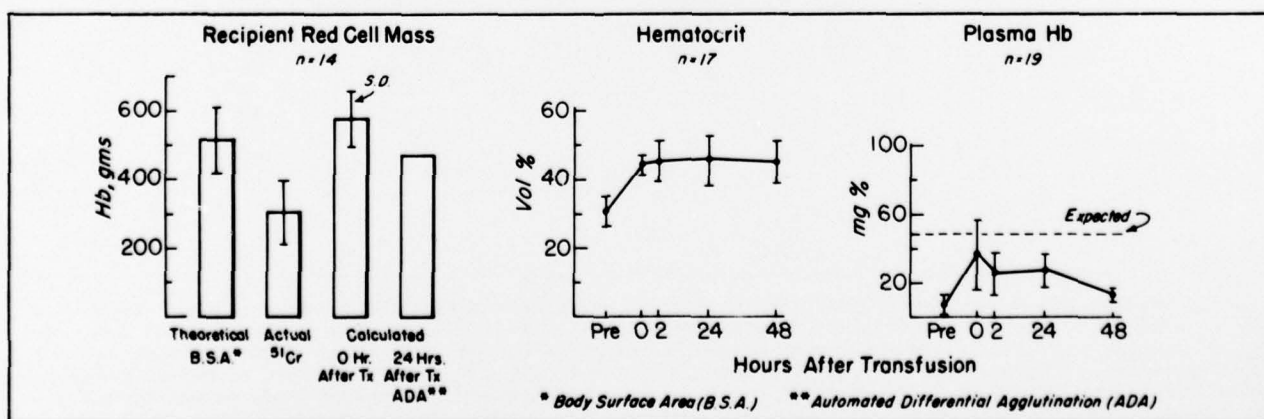 Recipient Red Cell Mass
n=14
S.D.
Hb, gms
600
400
200
Theoretical
B.S.A.*
Actual
51Cr
Calculated
0 Hr.
After Tx
24 Hrs.
After Tx
ADA**
Hematocrit
n=17
Vol %
60
40
20
Pre 0 2 24 48
Plasma Hb
n=19
mg %
100
60
20
Expected
Pre 0 2 24 48
Hours After Transfusion
* Body Surface Area (B.S.A.) ** Automated Differential Agglutination (ADA)